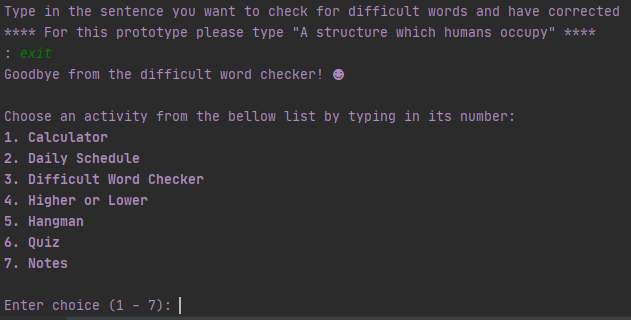 Type in the sentence you want to check for difficult words and have corrected
**** For this prototype please type "A structure which humans occupy" ****
: exit
Goodbye from the difficult word checker! ☻
Choose an activity from the bellow list by typing in its number:
1. Calculator
2. Daily Schedule
3. Difficult Word Checker
4. Higher or Lower
5. Hangman
6. Quiz
7. Notes
Enter choice (1 - 7):